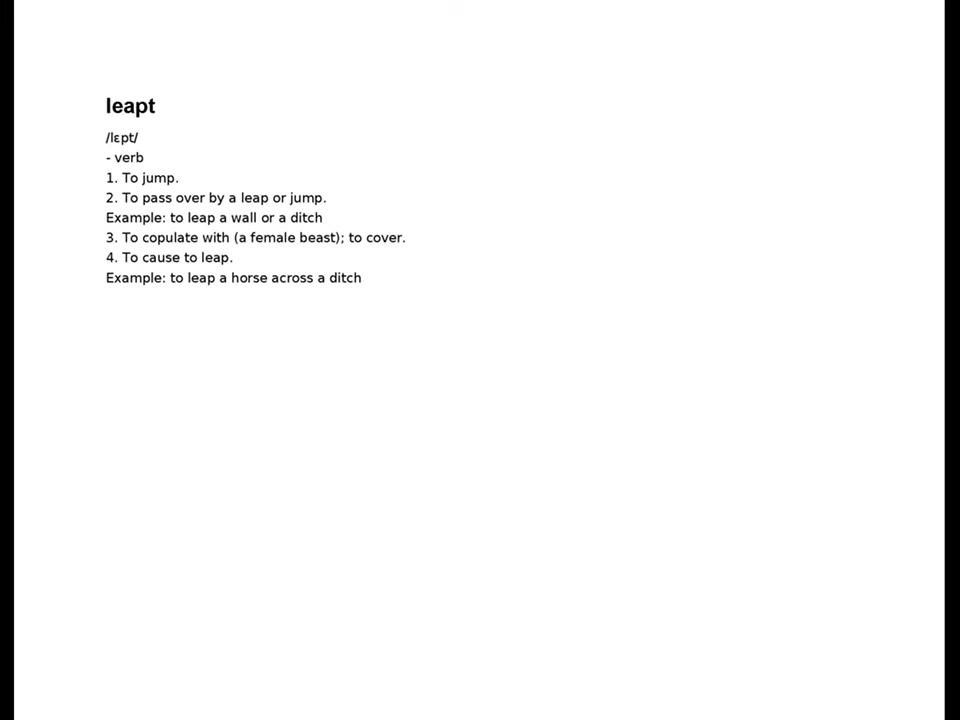 leapt
/lɛpt/
- verb
1. To jump.
2. To pass over by a leap or jump.
Example: to leap a wall or a ditch
3. To copulate with (a female beast); to cover.
4. To cause to leap.
Example: to leap a horse across a ditch